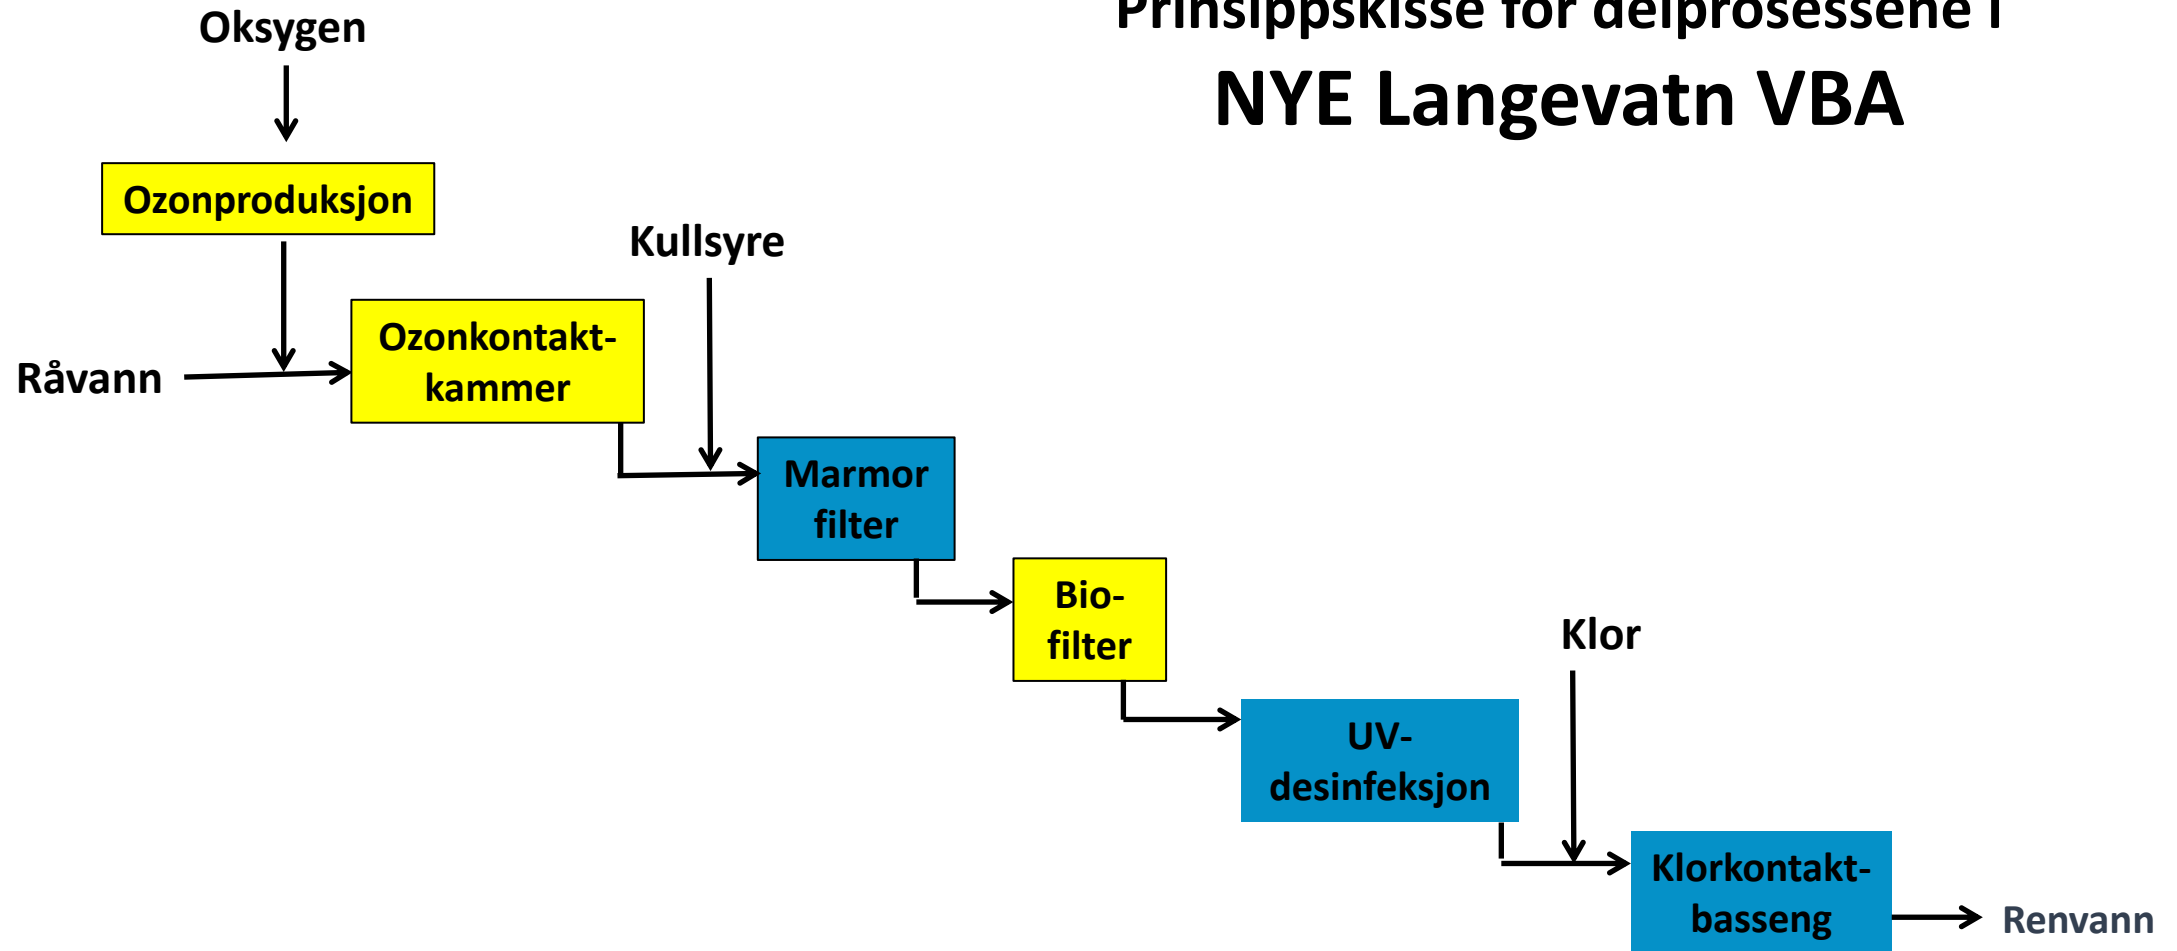 Prinsippskisse for delprosessene i
NYE Langevatn VBA
Oksygen
Ozonproduksjon
Kullsyre
Råvann
Ozonkontakt-
kammer
Marmor
filter
Bio-
filter
Klor
UV-
desinfeksjon
Klorkontakt-
basseng
Renvann